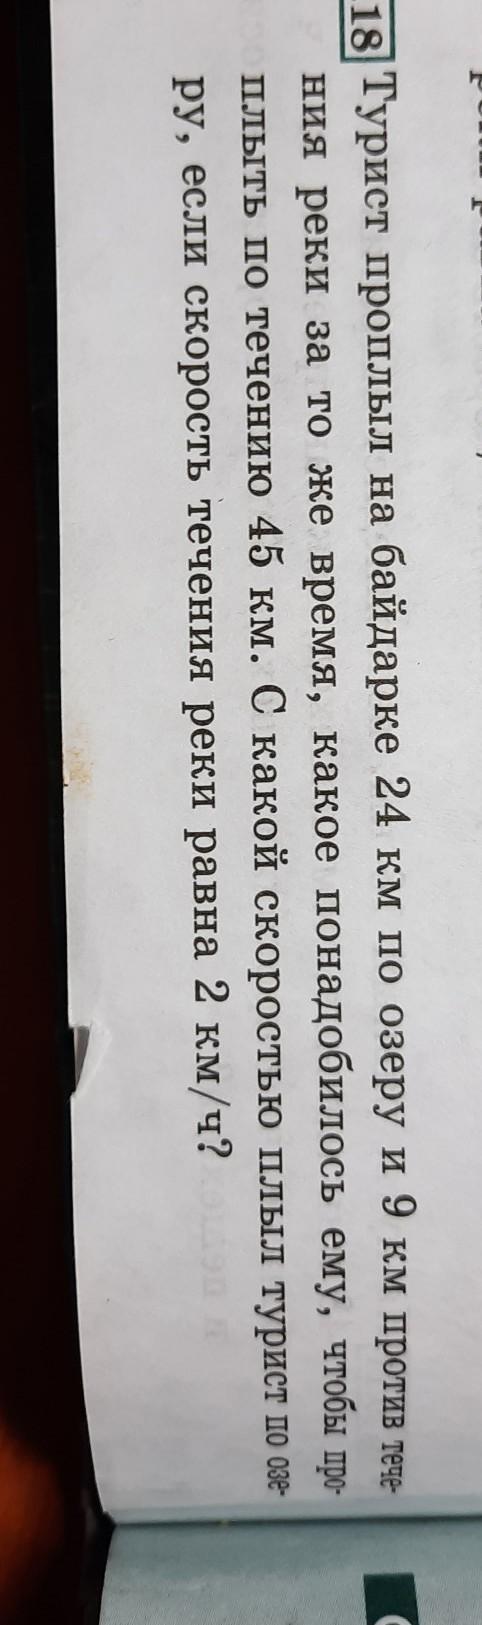 18 Турист проплыл на байдарке 24 км по озеру и 9 км против тече-
ния реки за то же время, какое понадобилось ему, чтобы про-
плыть по течению 45 км. С какой скоростью плыл турист по озе-
ру, если скорость течения реки равна 2 км/ч?